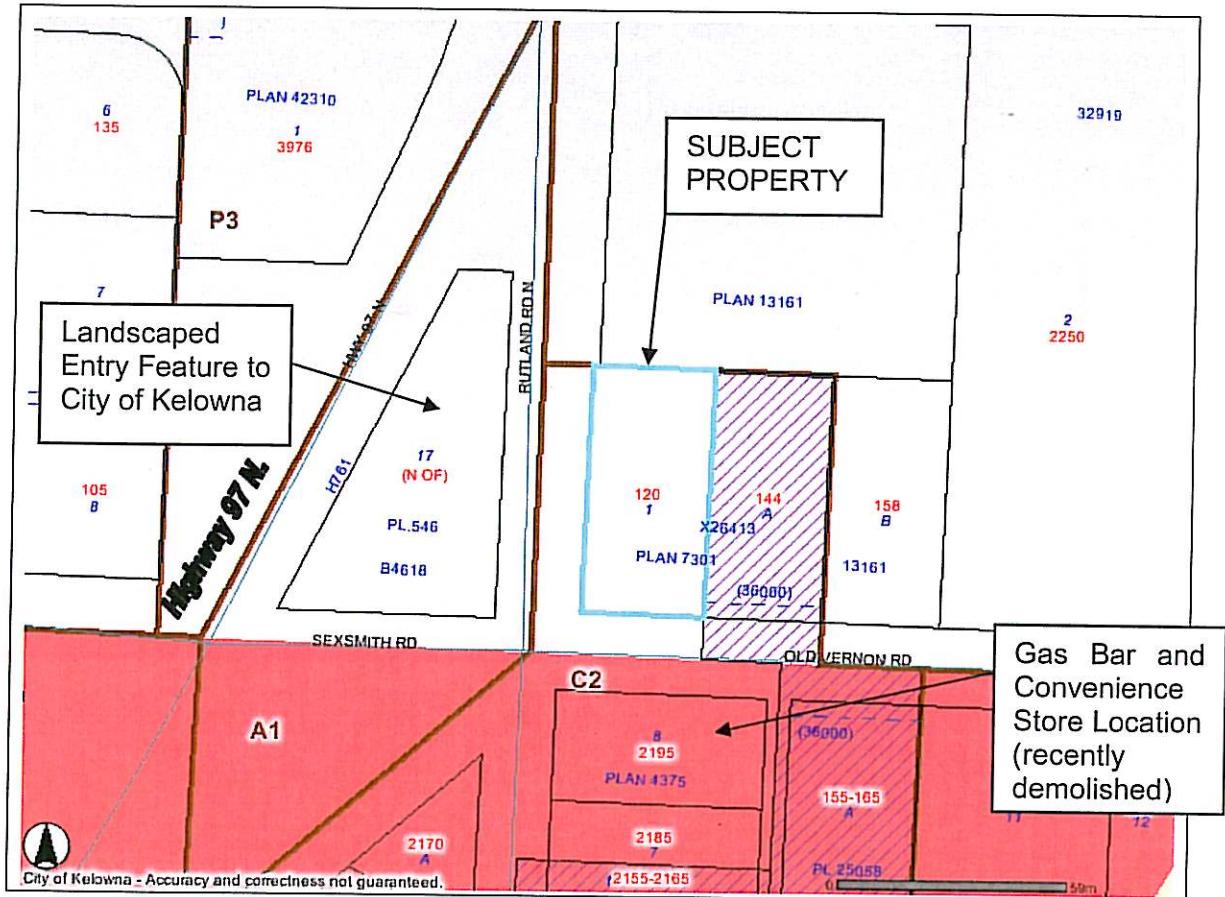 6
135
PLAN 42310
1
3976
P3
32919
SUBJECT
PROPERTY
PLAN 13161
2
2250
7
Landscaped
Entry Feature to
City of Kelowna
HWY 97 N
RUTLAND RD N
H761
17
(N OF)
PL.546
B4618
105
B
Highway 97 N.
120
1
144
A
X26413
PLAN 7301
158
B
13161
(36000)
SEXSMITH RD
OLD VERNON RD
Gas Bar and
Convenience
Store Location
(recently
demolished)
C2
A1
8
2195
PLAN 4375
(36000)
155-165
A
11
12
2170
A
2185
7
2155-2165
PL 25058
City of Kelowna - Accuracy and correctness not guaranteed.
0
59m